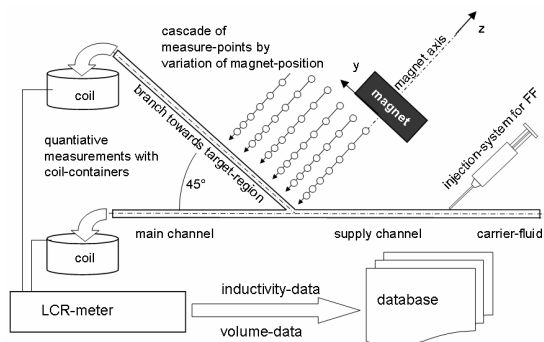 cascade of
measure-points by
variation of magnet-position
z
y
magnet axis
magnet
coil
branch towards target-region
injection-system for FF
quantiative
measurements with
coil-containers
45°
main channel
supply channel
carrier-fluid
coil
LCR-meter
inductivity-data
volume-data
database